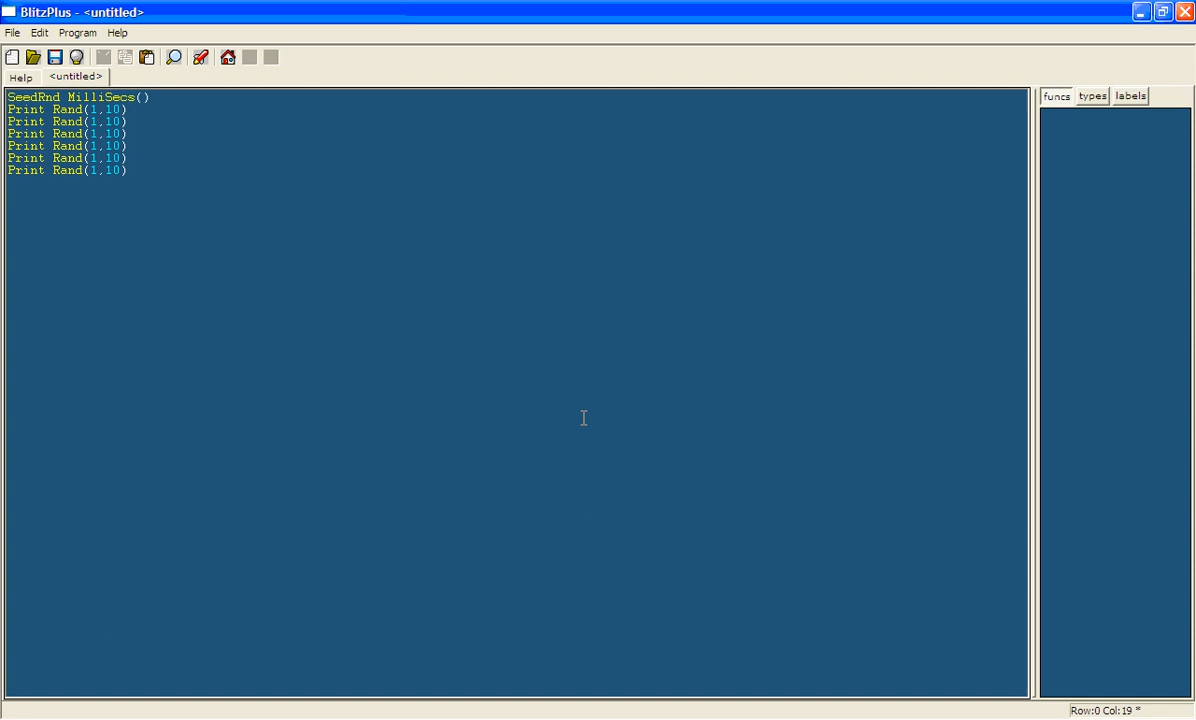 BlitzPlus - <untitled>
File Edit Program Help
Help <untitled>
SeedRnd MilliSecs()
Print Rand(1,10)
Print Rand(1,10)
Print Rand(1,10)
Print Rand(1,10)
Print Rand(1,10)
Print Rand(1,10)
funcs types labels
Row:0 Col:19 *